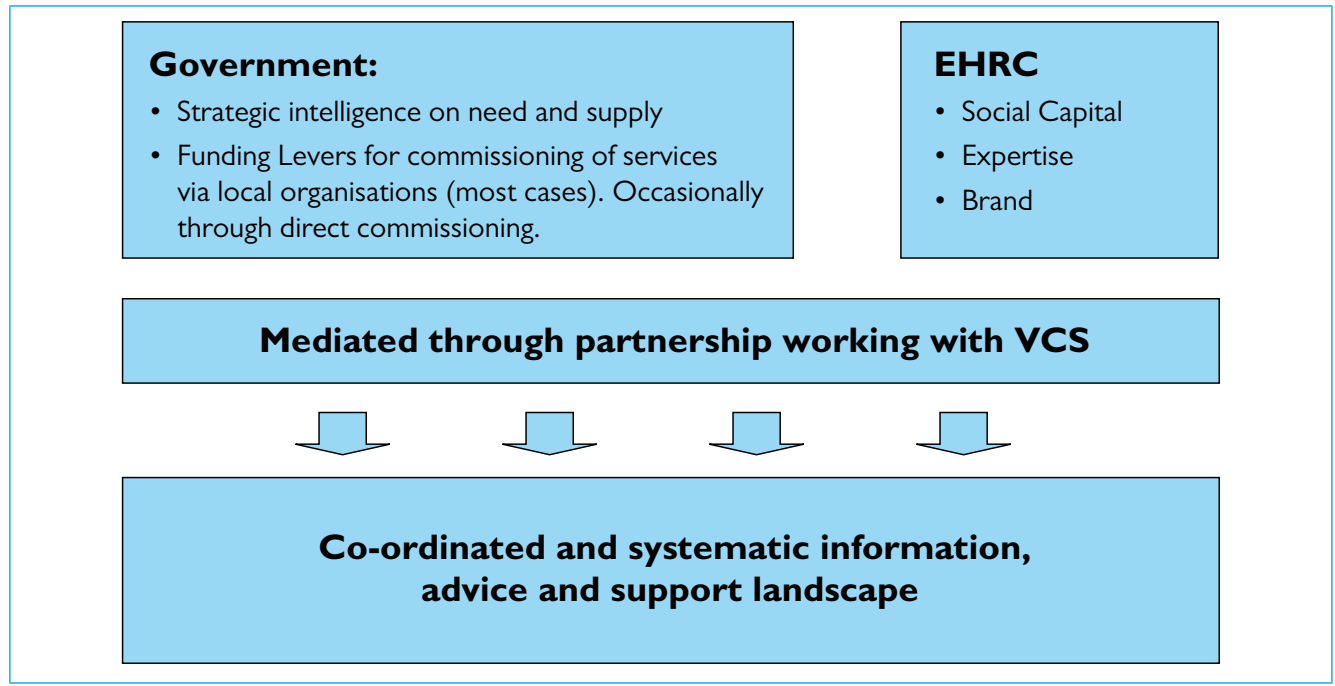 Government:
• Strategic intelligence on need and supply
• Funding Levers for commissioning of services
via local organisations (most cases). Occasionally
through direct commissioning.
EHRC
• Social Capital
• Expertise
• Brand
Mediated through partnership working with VCS
Co-ordinated and systematic information,
advice and support landscape